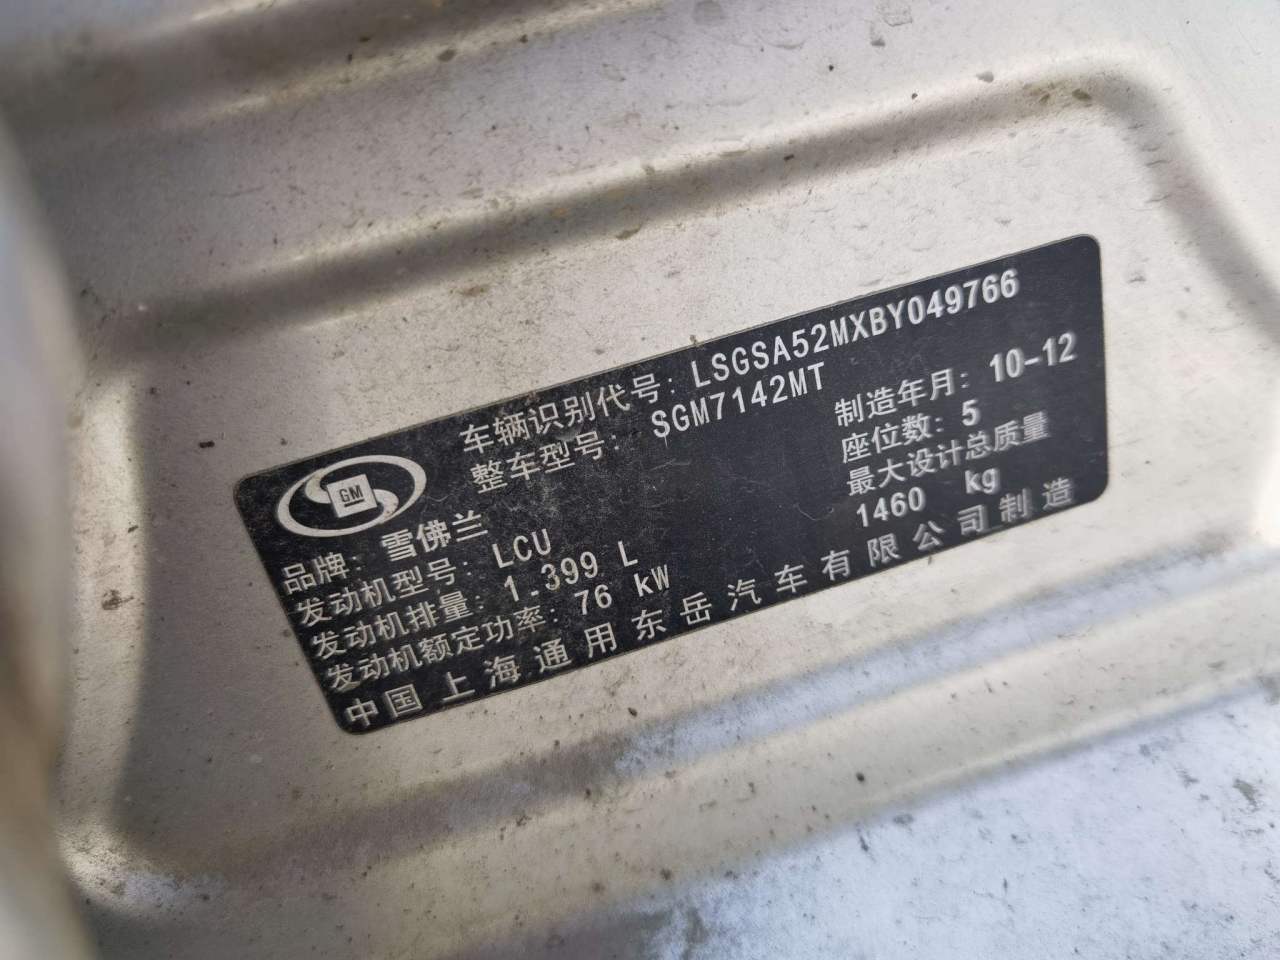 车辆识别代号: LSGSA52MXBY049766
整车型号: SGM7142MT
GM
品牌: 雪佛兰
制造年月: 10-12
发动机型号: LCU
座位数: 5
发动机排量: 1.399 L
最大设计总质量
发动机额定功率: 76 kW
1460 kg
中国上海通用东岳汽车有限公司制造